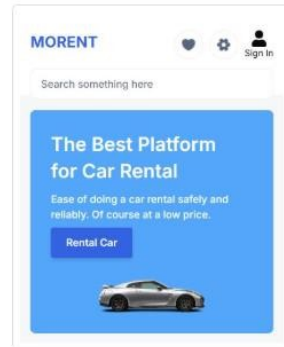 MORENT
Sign In
Search something here
The Best Platform
for Car Rental
Ease of doing a car rental safely and
reliably. Of course at a low price.
Rental Car